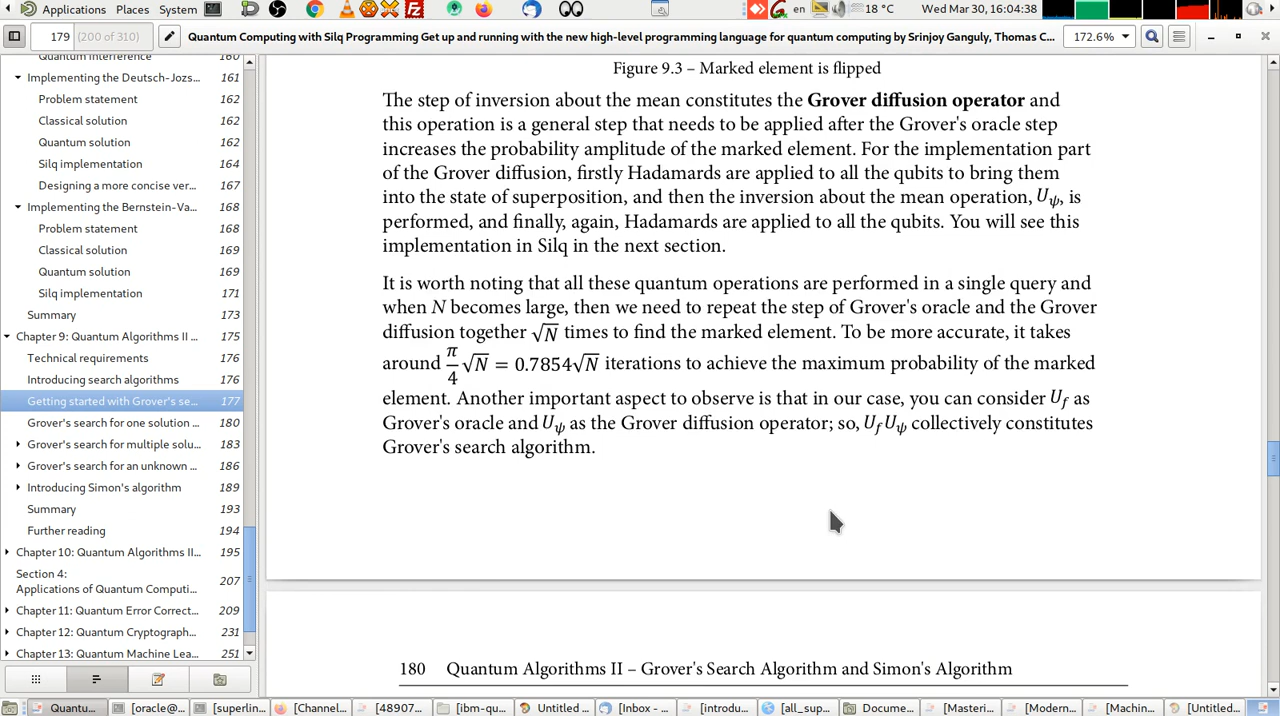 Applications Places System en 18 °C Wed Mar 30, 16:04:38
179 (200 of 310) Quantum Computing with Silq Programming Get up and running with the new high-level programming language for quantum computing by Srinjoy Ganguly, Thomas C... 172.6%
Quantum interference 160
Implementing the Deutsch-Jozs... 161
Problem statement 162
Classical solution 162
Quantum solution 162
Silq implementation 164
Designing a more concise ver... 167
Implementing the Bernstein-Va... 168
Problem statement 168
Classical solution 169
Quantum solution 169
Silq implementation 171
Summary 173
Chapter 9: Quantum Algorithms II ... 175
Technical requirements 176
Introducing search algorithms 176
Getting started with Grover's se... 177
Grover's search for one solution ... 180
Grover's search for multiple solu... 183
Grover's search for an unknown ... 186
Introducing Simon's algorithm 189
Summary 193
Further reading 194
Chapter 10: Quantum Algorithms II... 195
Section 4:
Applications of Quantum Computi... 207
Chapter 11: Quantum Error Correct... 209
Chapter 12: Quantum Cryptograph... 231
Chapter 13: Quantum Machine Lea... 251
Figure 9.3 – Marked element is flipped
The step of inversion about the mean constitutes the Grover diffusion operator and
this operation is a general step that needs to be applied after the Grover's oracle step
increases the probability amplitude of the marked element. For the implementation part
of the Grover diffusion, firstly Hadamards are applied to all the qubits to bring them
into the state of superposition, and then the inversion about the mean operation, U_ψ, is
performed, and finally, again, Hadamards are applied to all the qubits. You will see this
implementation in Silq in the next section.
It is worth noting that all these quantum operations are performed in a single query and
when N becomes large, then we need to repeat the step of Grover's oracle and the Grover
diffusion together √N times to find the marked element. To be more accurate, it takes
around π/4 √N = 0.7854√N iterations to achieve the maximum probability of the marked
element. Another important aspect to observe is that in our case, you can consider U_f as
Grover's oracle and U_ψ as the Grover diffusion operator; so, U_f U_ψ collectively constitutes
Grover's search algorithm.
180 Quantum Algorithms II – Grover's Search Algorithm and Simon's Algorithm
Quantu... [oracle@... [superlin... [Channel... [48907... [ibm-qu... Untitled ... [Inbox - ... [introdu... [all_sup... Docume... [Masteri... [Modern... [Machin... [Untitled...